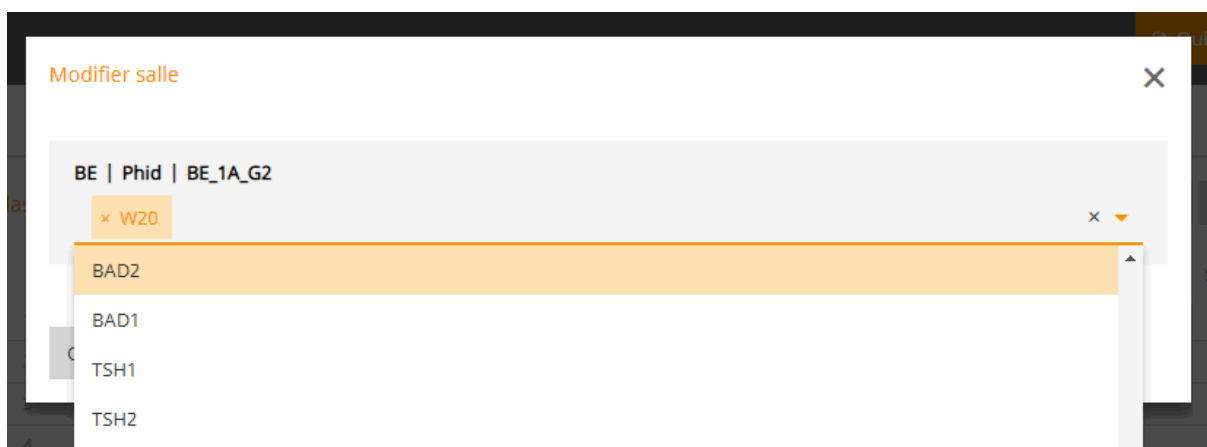 Modifier salle
×
BE | Phid | BE_1A_G2
× W20 ×
BAD2
BAD1
TSH1
TSH2